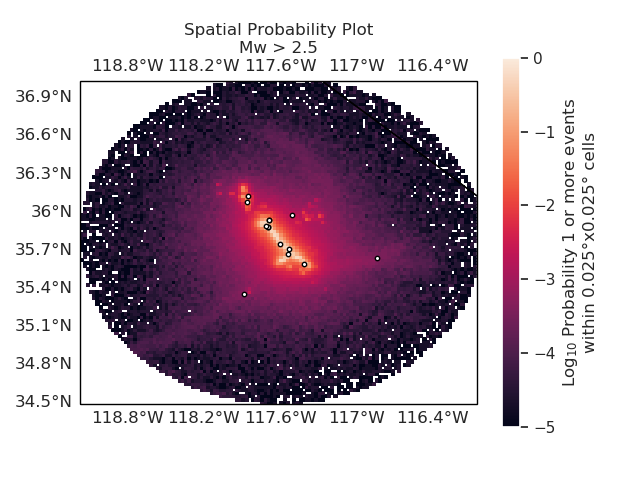 Spatial Probability Plot
Mw > 2.5
118.8°W 118.2°W 117.6°W 117°W 116.4°W
36.9°N
36.6°N
36.3°N
36°N
35.7°N
35.4°N
35.1°N
34.8°N
34.5°N
118.8°W 118.2°W 117.6°W 117°W 116.4°W
0
−1
−2
−3
−4
−5
Log₁₀ Probability 1 or more events
within 0.025°x0.025° cells